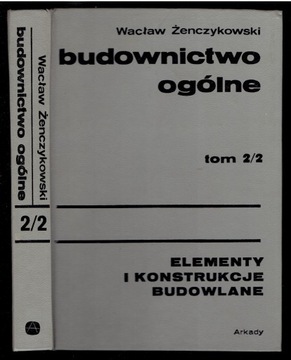 Wacław Żenczykowski
budownictwo ogólne
2/2
Wacław Żenczykowski
budownictwo
ogólne
tom 2/2
ELEMENTY
I KONSTRUKCJE
BUDOWLANE
Arkady